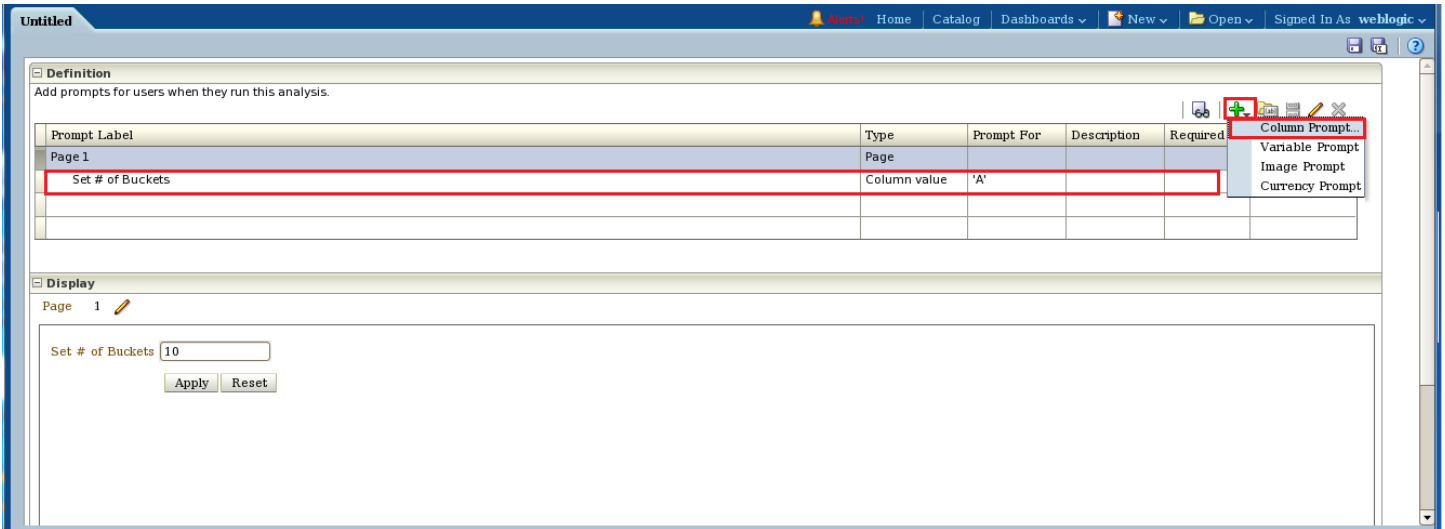 Untitled Alerts! Home Catalog Dashboards New Open Signed In As weblogic
Definition
Add prompts for users when they run this analysis.
Prompt Label Type Prompt For Description Required
Column Prompt...
Page 1 Page
Variable Prompt
Image Prompt
Set # of Buckets Column value 'A'
Currency Prompt
Display
Page 1
Set # of Buckets 10
Apply Reset